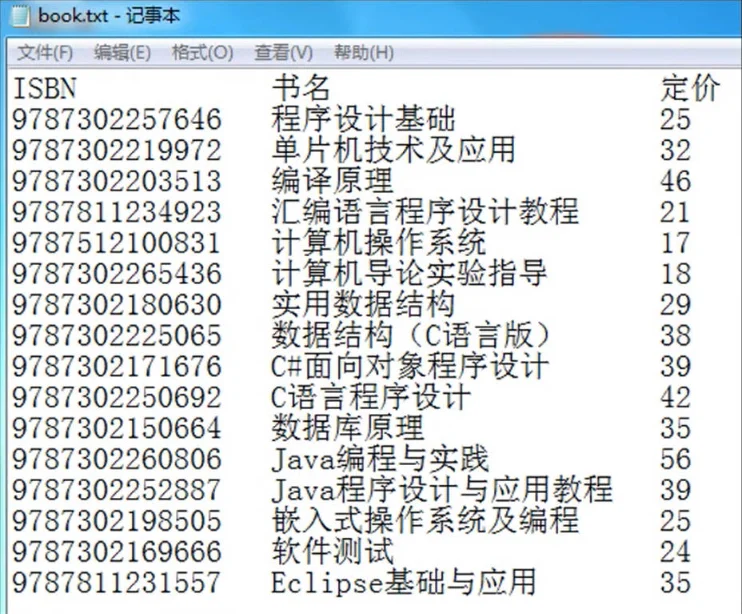 book.txt - 记事本
文件(F) 编辑(E) 格式(O) 查看(V) 帮助(H)
ISBN 书名 定价
9787302257646 程序设计基础 25
9787302219972 单片机技术及应用 32
9787302203513 编译原理 46
9787811234923 汇编语言程序设计教程 21
9787512100831 计算机操作系统 17
9787302265436 计算机导论实验指导 18
9787302180630 实用数据结构 29
9787302225065 数据结构（C语言版） 38
9787302171676 C#面向对象程序设计 39
9787302250692 C语言程序设计 42
9787302150664 数据库原理 35
9787302260806 Java编程与实践 56
9787302252887 Java程序设计与应用教程 39
9787302198505 嵌入式操作系统及编程 25
9787302169666 软件测试 24
9787811231557 Eclipse基础与应用 35